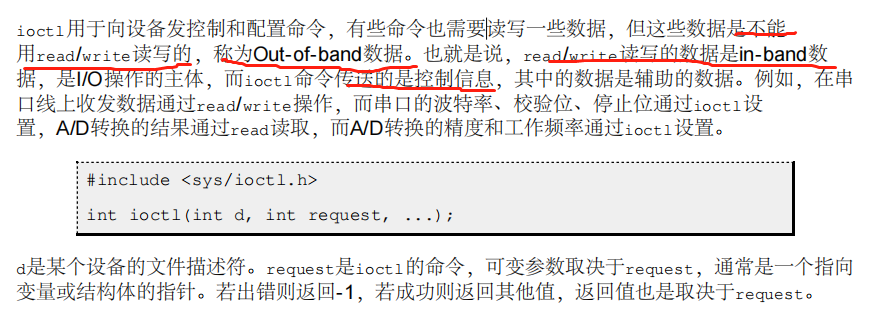 ioctl用于向设备发控制和配置命令，有些命令也需要读写一些数据，但这些数据是不能
用read/write读写的，称为Out-of-band数据。也就是说，read/write读写的数据是in-band数
据，是I/O操作的主体，而ioctl命令传送的是控制信息，其中的数据是辅助的数据。例如，在串
口线上收发数据通过read/write操作，而串口的波特率、校验位、停止位通过ioctl设
置，A/D转换的结果通过read读取，而A/D转换的精度和工作频率通过ioctl设置。
#include <sys/ioctl.h>
int ioctl(int d, int request, ...);
d是某个设备的文件描述符。request是ioctl的命令，可变参数取决于request，通常是一个指向
变量或结构体的指针。若出错则返回-1，若成功则返回其他值，返回值也是取决于request。